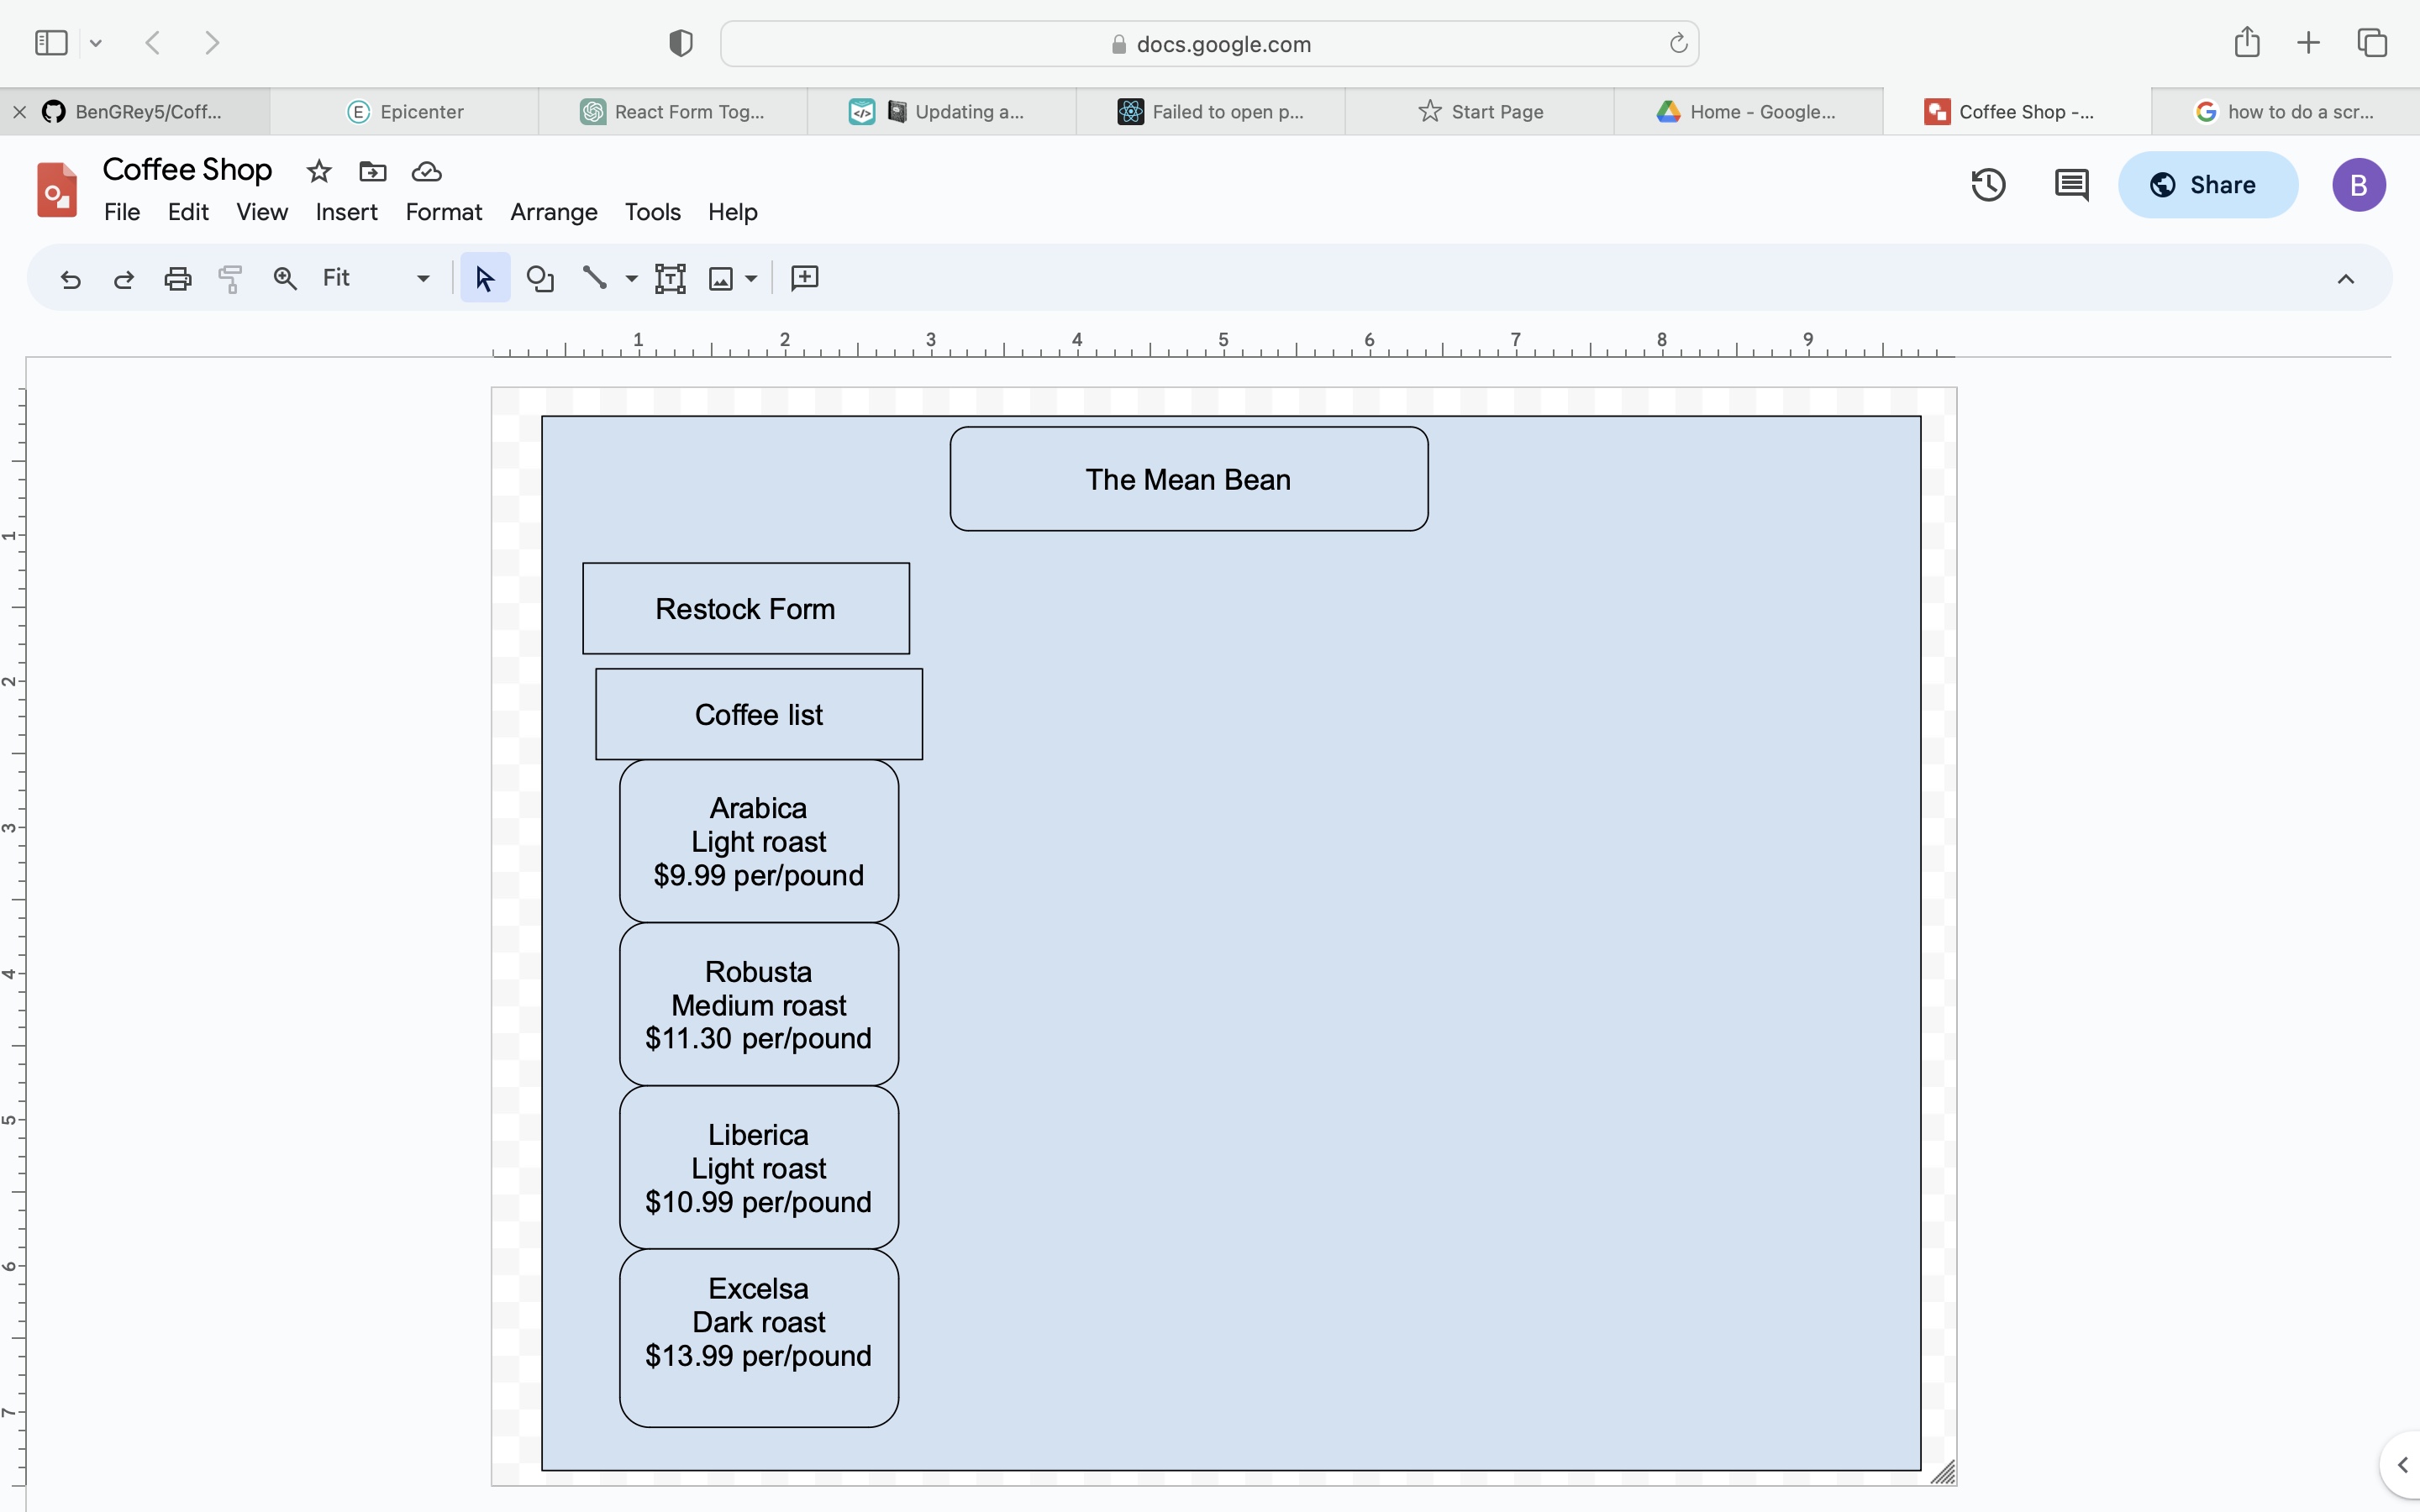 docs.google.com
BenGRey5/Coff...
Epicenter
React Form Tog...
Updating a...
Failed to open p...
Start Page
Home - Google...
Coffee Shop -...
how to do a scr...
Coffee Shop
File Edit View Insert Format Arrange Tools Help
Share
B
Fit
1 2 3 4 5 6 7 8 9
The Mean Bean
1
Restock Form
2
Coffee list
3
Arabica
Light roast
$9.99 per/pound
4
Robusta
Medium roast
$11.30 per/pound
5
Liberica
Light roast
$10.99 per/pound
6
Excelsa
Dark roast
$13.99 per/pound
7